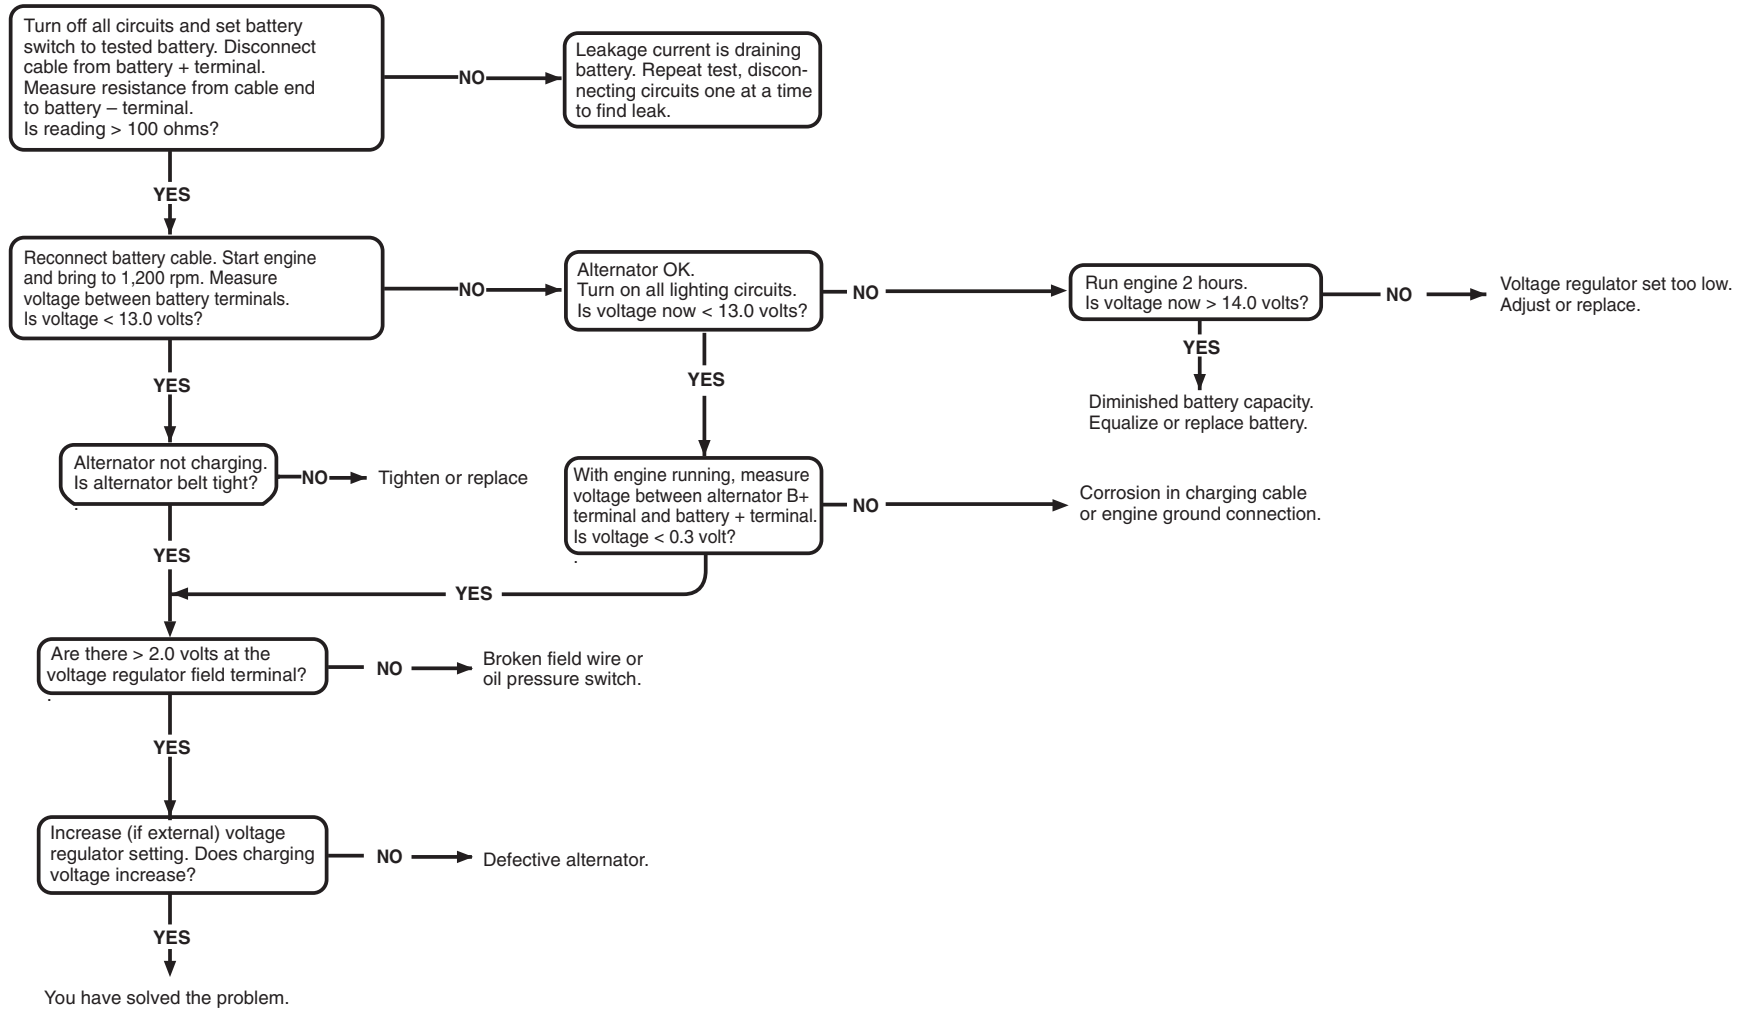 Turn off all circuits and set battery
switch to tested battery. Disconnect
cable from battery + terminal.
Measure resistance from cable end
to battery – terminal.
Is reading > 100 ohms?
NO
Leakage current is draining
battery. Repeat test, discon-
necting circuits one at a time
to find leak.
YES
Reconnect battery cable. Start engine
and bring to 1,200 rpm. Measure
voltage between battery terminals.
Is voltage < 13.0 volts?
NO
Alternator OK.
Turn on all lighting circuits.
Is voltage now < 13.0 volts?
NO
Run engine 2 hours.
Is voltage now > 14.0 volts?
NO
Voltage regulator set too low.
Adjust or replace.
YES
Diminished battery capacity.
Equalize or replace battery.
YES
YES
Alternator not charging.
Is alternator belt tight?
NO
Tighten or replace
With engine running, measure
voltage between alternator B+
terminal and battery + terminal.
Is voltage < 0.3 volt?
NO
Corrosion in charging cable
or engine ground connection.
YES
YES
Are there > 2.0 volts at the
voltage regulator field terminal?
NO
Broken field wire or
oil pressure switch.
YES
Increase (if external) voltage
regulator setting. Does charging
voltage increase?
NO
Defective alternator.
YES
You have solved the problem.